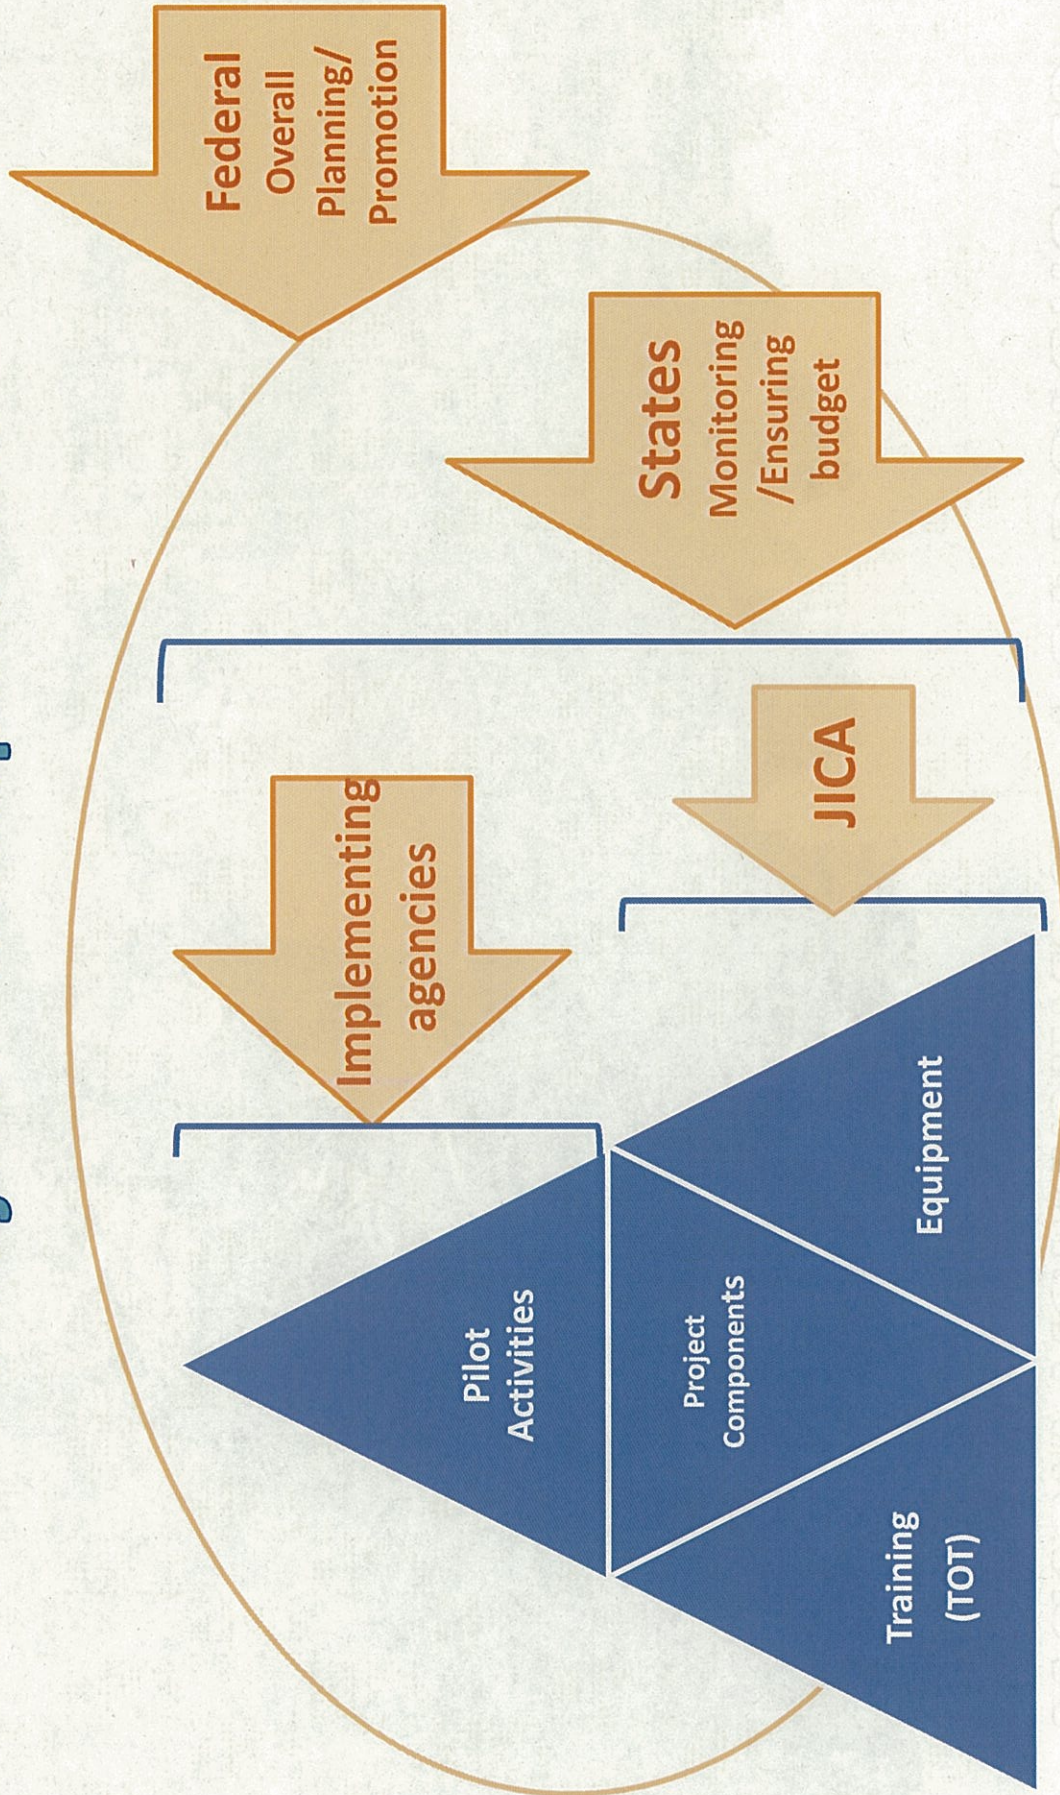 Pilot
Activities
Project
Components
Training
(TOT)
Equipment
Implementing
agencies
JICA
States
Monitoring
/Ensuring
budget
Federal
Overall
Planning/
Promotion